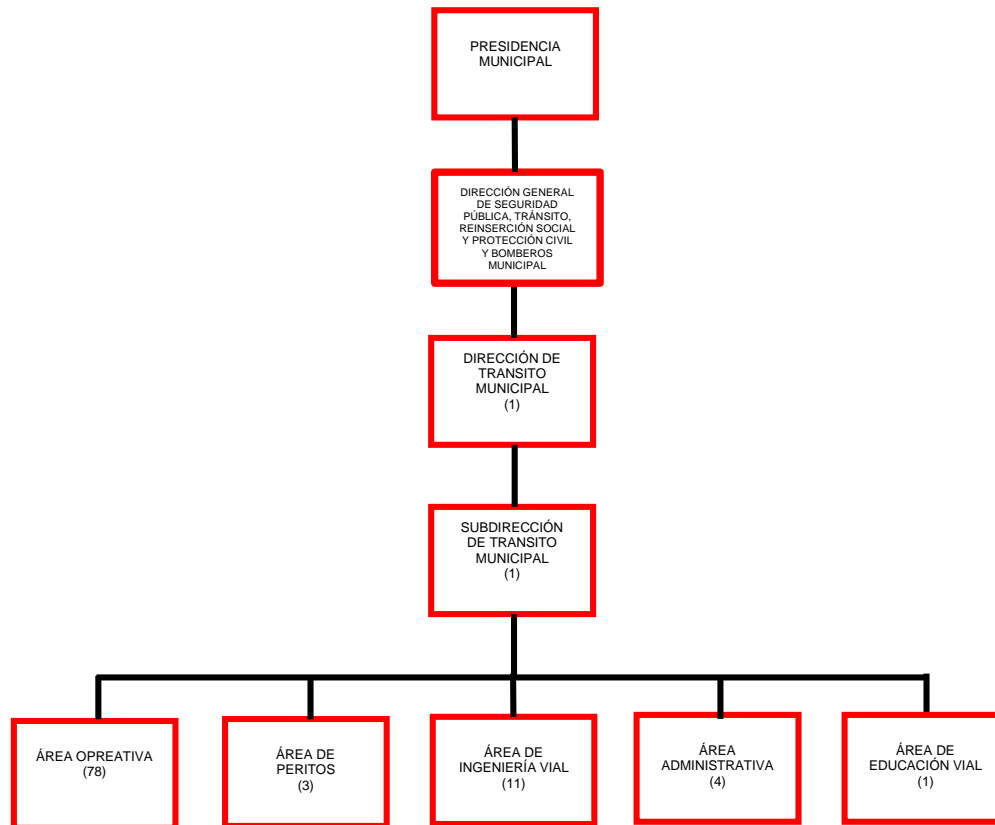 PRESIDENCIA
MUNICIPAL
DIRECCIÓN GENERAL
DE SEGURIDAD
PÚBLICA, TRÁNSITO,
REINSERCIÓN SOCIAL
Y PROTECCIÓN CIVIL
Y BOMBEROS
MUNICIPAL
DIRECCIÓN DE
TRANSITO
MUNICIPAL
(1)
SUBDIRECCIÓN
DE TRANSITO
MUNICIPAL
(1)
ÁREA OPREATIVA
(78)
ÁREA DE
PERITOS
(3)
ÁREA DE
INGENIERÍA VIAL
(11)
ÁREA
ADMINISTRATIVA
(4)
ÁREA DE
EDUCACIÓN VIAL
(1)